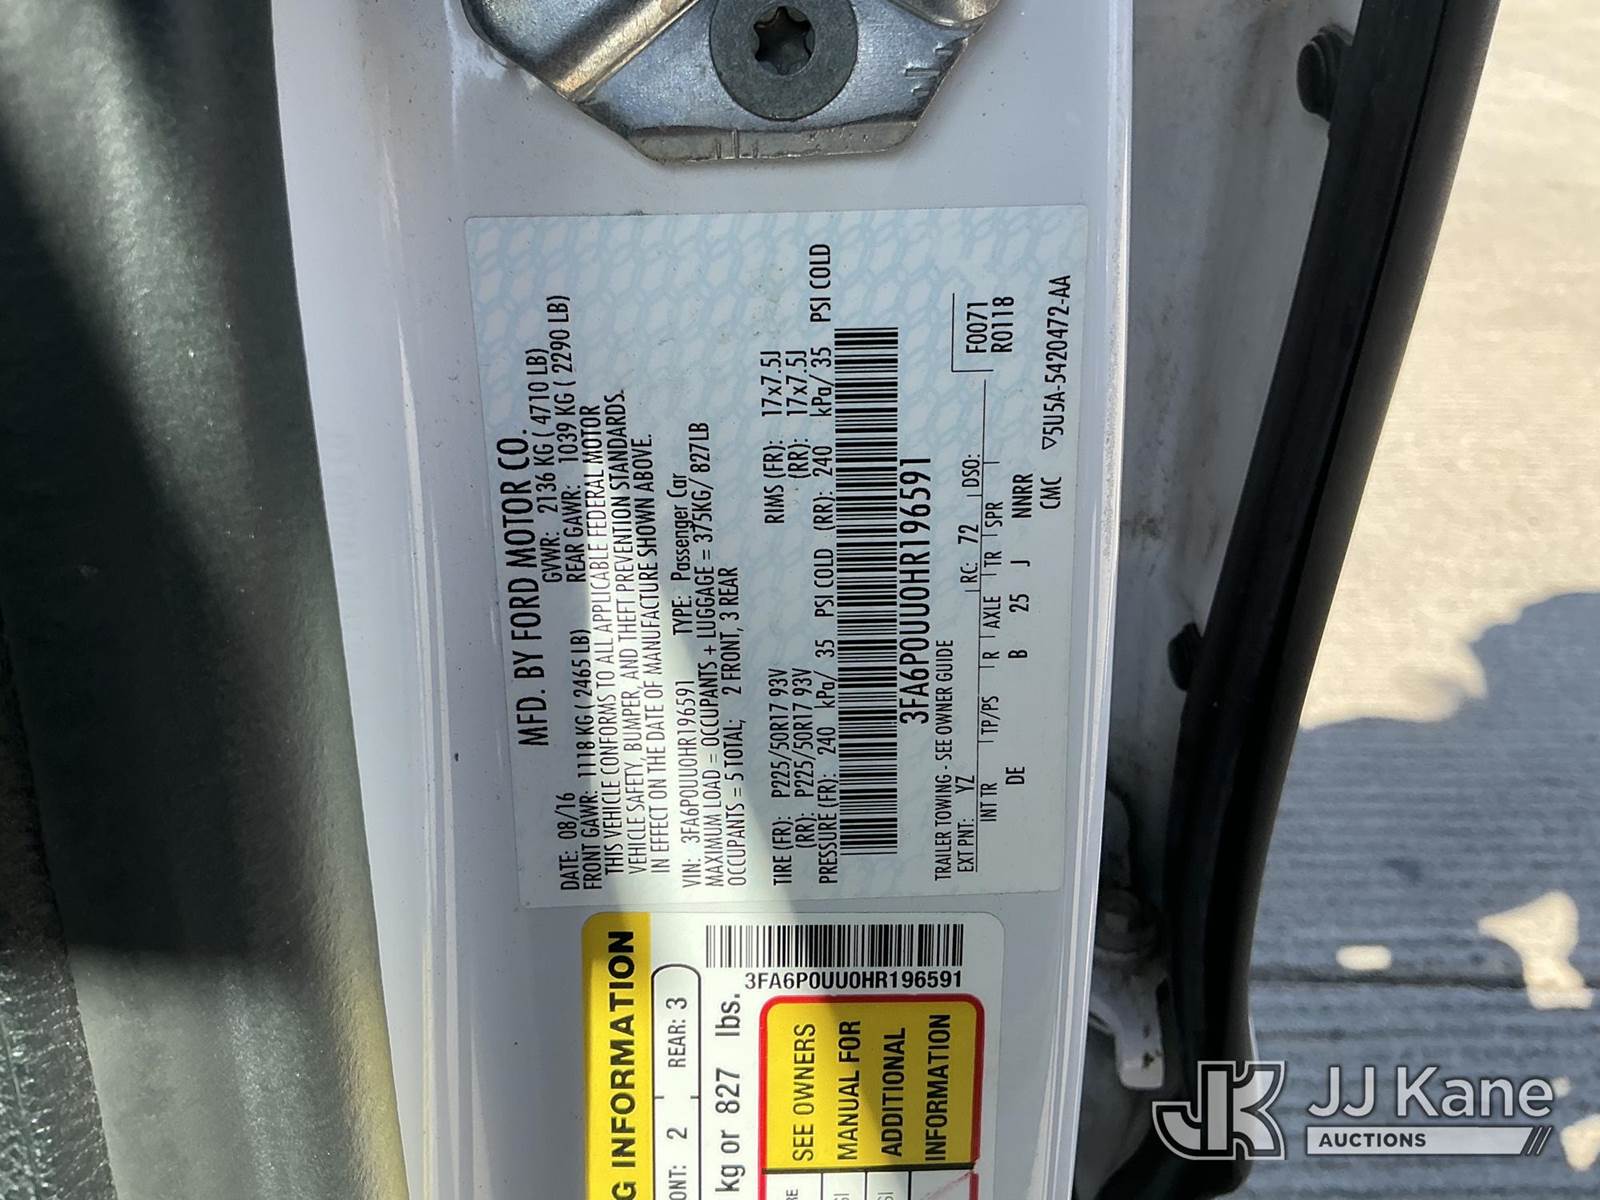 MFD. BY FORD MOTOR CO.
DATE: 08/16 GVWR: 2136 KG ( 4710 LB)
FRONT GAWR: 1118 KG ( 2465 LB) REAR GAWR: 1039 KG ( 2290 LB)
THIS VEHICLE CONFORMS TO ALL APPLICABLE FEDERAL MOTOR
VEHICLE SAFETY, BUMPER, AND THEFT PREVENTION STANDARDS.
IN EFFECT ON THE DATE OF MANUFACTURE SHOWN ABOVE.
VIN: 3FA6P0UU0HR196591 TYPE: Passenger Car
MAXIMUM LOAD = OCCUPANTS + LUGGAGE = 375KG/ 827LB
OCCUPANTS = 5 TOTAL; 2 FRONT, 3 REAR
TIRE (FR): P225/50R17 93V RIMS (FR): 17x7.5J
(RR): P225/50R17 93V (RR): 17x7.5J
PRESSURE (FR): 240 kPa/ 35 PSI COLD (RR): 240 kPa/ 35 PSI COLD
3FA6P0UU0HR196591
TRAILER TOWING - SEE OWNER GUIDE
EXT PNT: YZ RC: 72 DSO: F0071
R0118
INT TR TP/PS R AXLE TR SPR
DE B 25 J NNRR
CMC ▽5U5A-5420472-AA
G INFORMATION
ONT: 2 REAR: 3
kg or 827 lbs.
3FA6P0UU0HR196591
SEE OWNERS
MANUAL FOR
ADDITIONAL
INFORMATION
JK JJ Kane
AUCTIONS